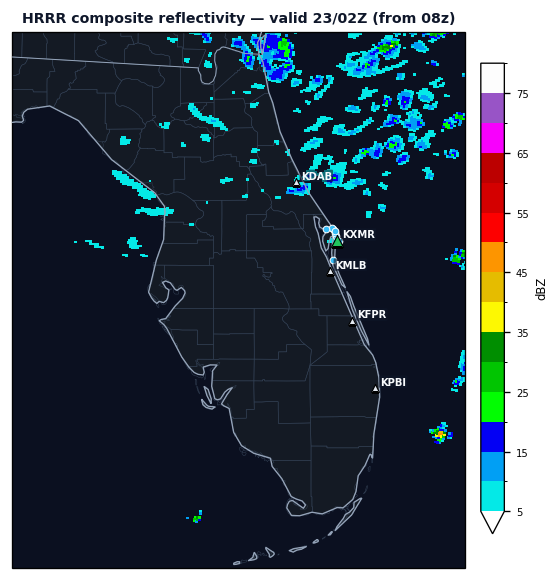 HRRR composite reflectivity — valid 23/02Z (from 08z)
KDAB
KXMR
KMLB
KFPR
KPBI
75
65
55
45
35
25
15
5
dBZ